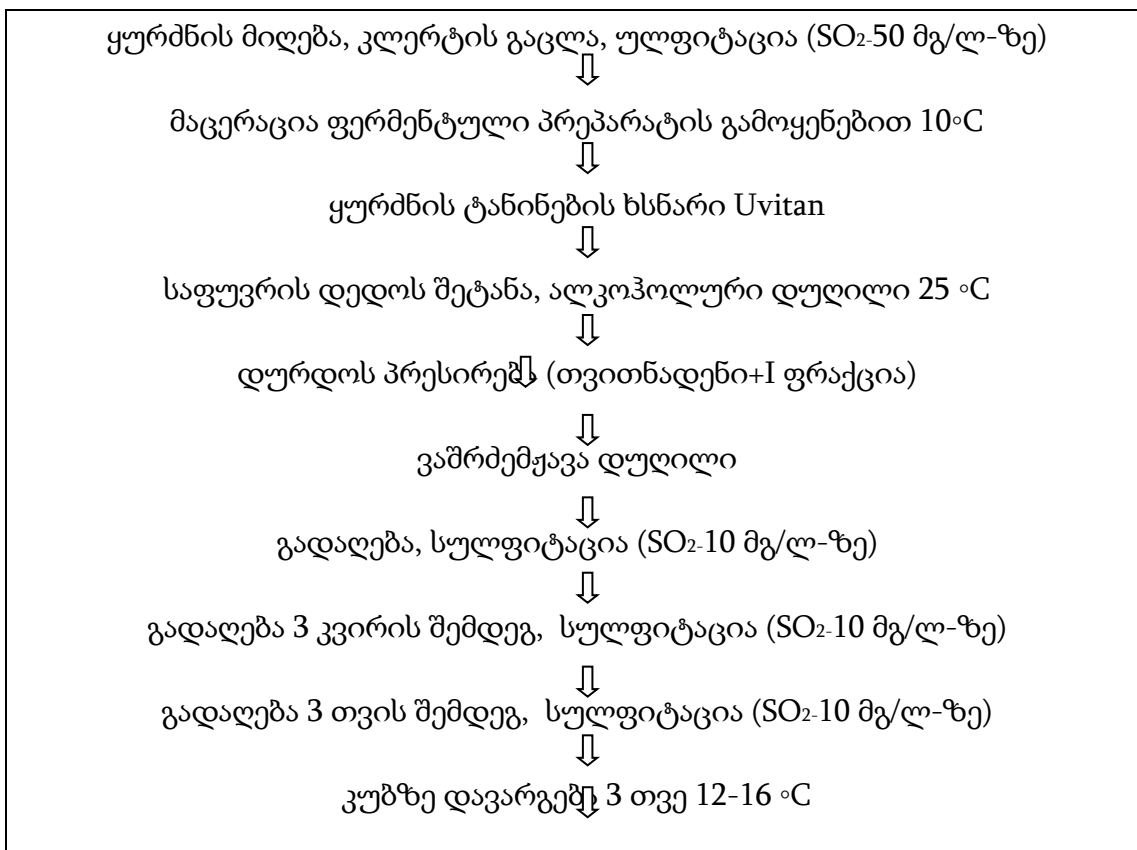 ყურძნის მიღება, კლერტის გაცლა, ულფიტაცია (SO₂-50 მგ/ლ-ზე)
მაცერაცია ფერმენტული პრეპარატის გამოყენებით 10◦C
ყურძნის ტანინების ხსნარი Uvitan
საფუვრის დედოს შეტანა, ალკოჰოლური დუღილი 25 ◦C
დურდოს პრესირება (თვითნადენი+I ფრაქცია)
ვაშრძემჟავა დუღილი
გადაღება, სულფიტაცია (SO₂-10 მგ/ლ-ზე)
გადაღება 3 კვირის შემდეგ, სულფიტაცია (SO₂-10 მგ/ლ-ზე)
გადაღება 3 თვის შემდეგ, სულფიტაცია (SO₂-10 მგ/ლ-ზე)
კუბზე დავარგება 3 თვე 12-16 ◦C